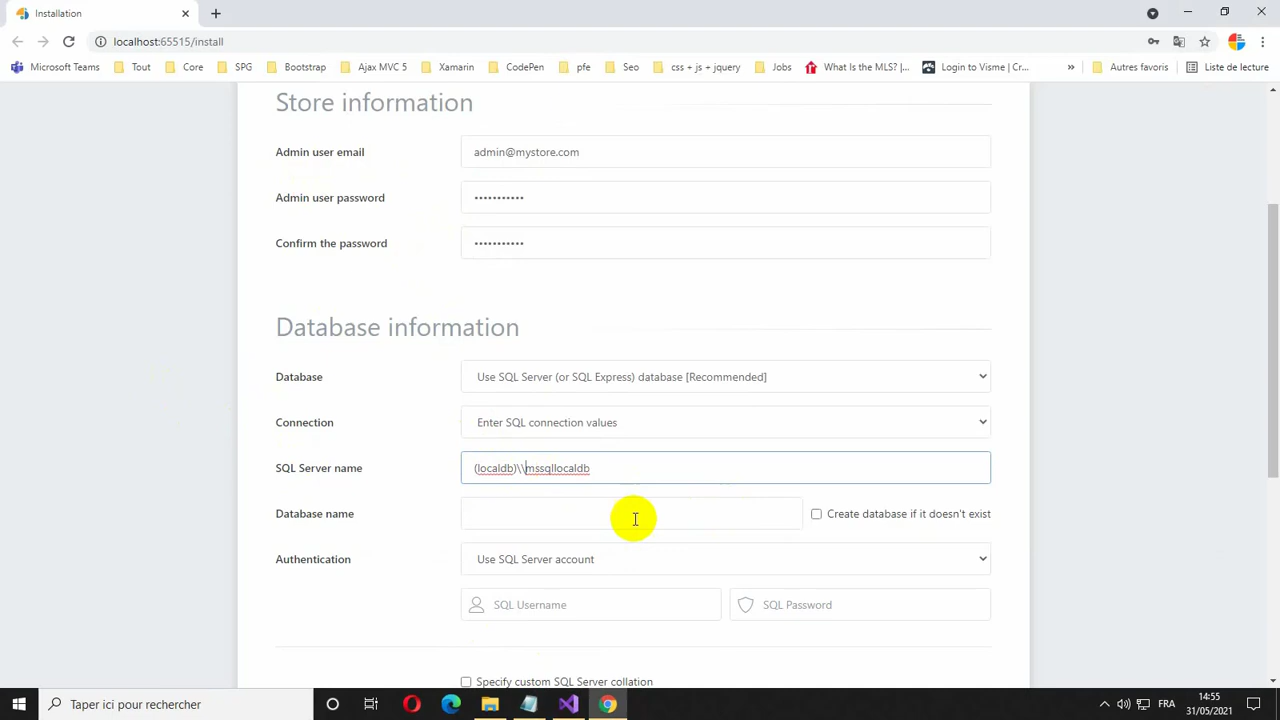 Installation
localhost:65515/install
Microsoft Teams Tout Core SPG Bootstrap Ajax MVC 5 Xamarin CodePen pfe Seo css + js + jquery Jobs What Is the MLS? |... Login to Visme | Cr... » Autres favoris Liste de lecture
Store information
Admin user email admin@mystore.com
Admin user password •••••••••••
Confirm the password •••••••••••
Database information
Database Use SQL Server (or SQL Express) database [Recommended]
Connection Enter SQL connection values
SQL Server name (localdb)\\mssqllocaldb
Database name Create database if it doesn't exist
Authentication Use SQL Server account
SQL Username SQL Password
Specify custom SQL Server collation
Taper ici pour rechercher
FRA
14:55
31/05/2021